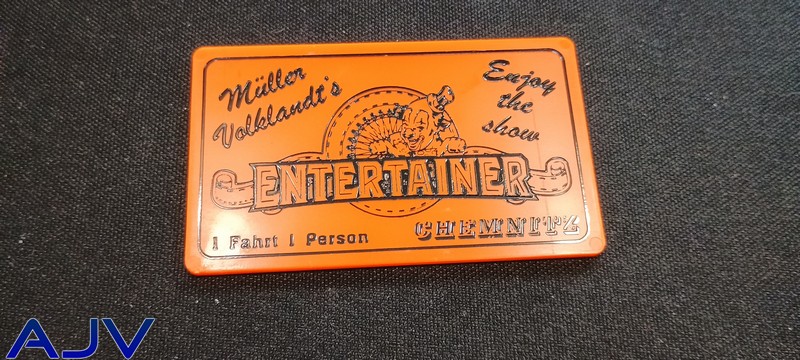 Müller
Volklandt's
Enjoy
the
show
ENTERTAINER
1 Fahrt 1 Person
CHEMNITZ
AJV